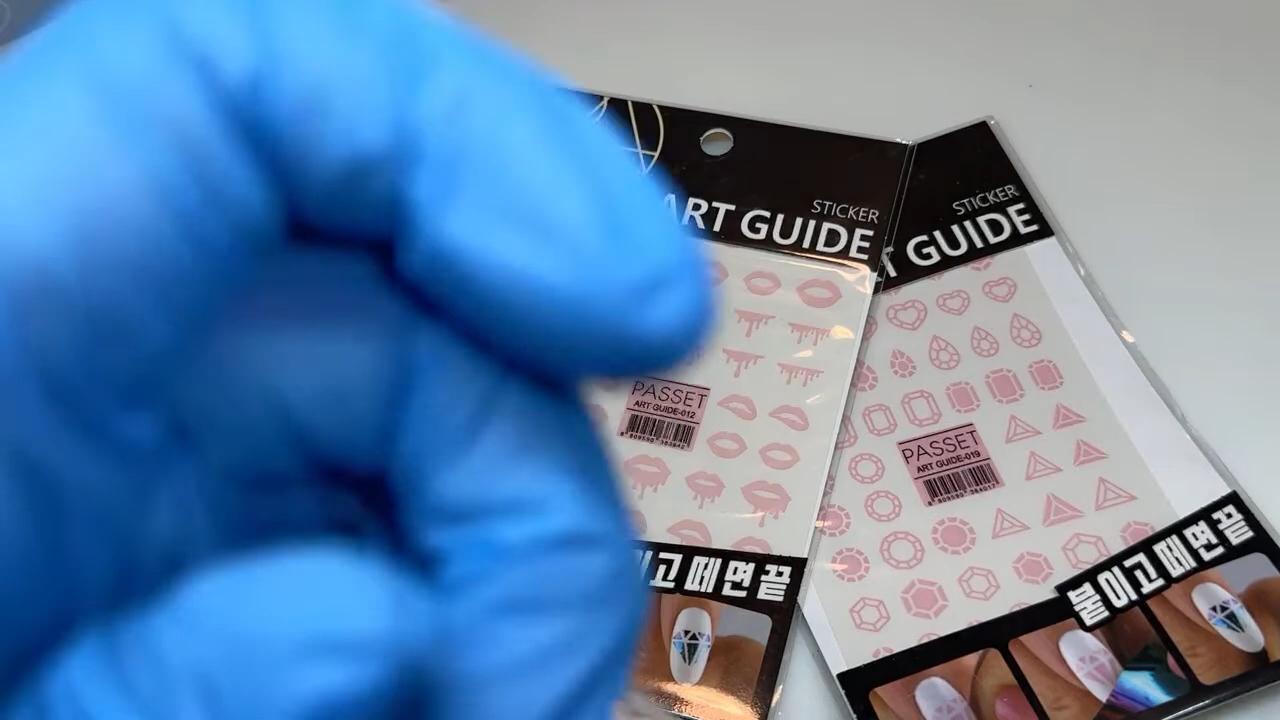 STICKER
ART GUIDE
PASSET
ART GUIDE-012
이고 떼면 끝
STICKER
GUIDE
PASSET
ART GUIDE-019
붙이고 떼면 끝